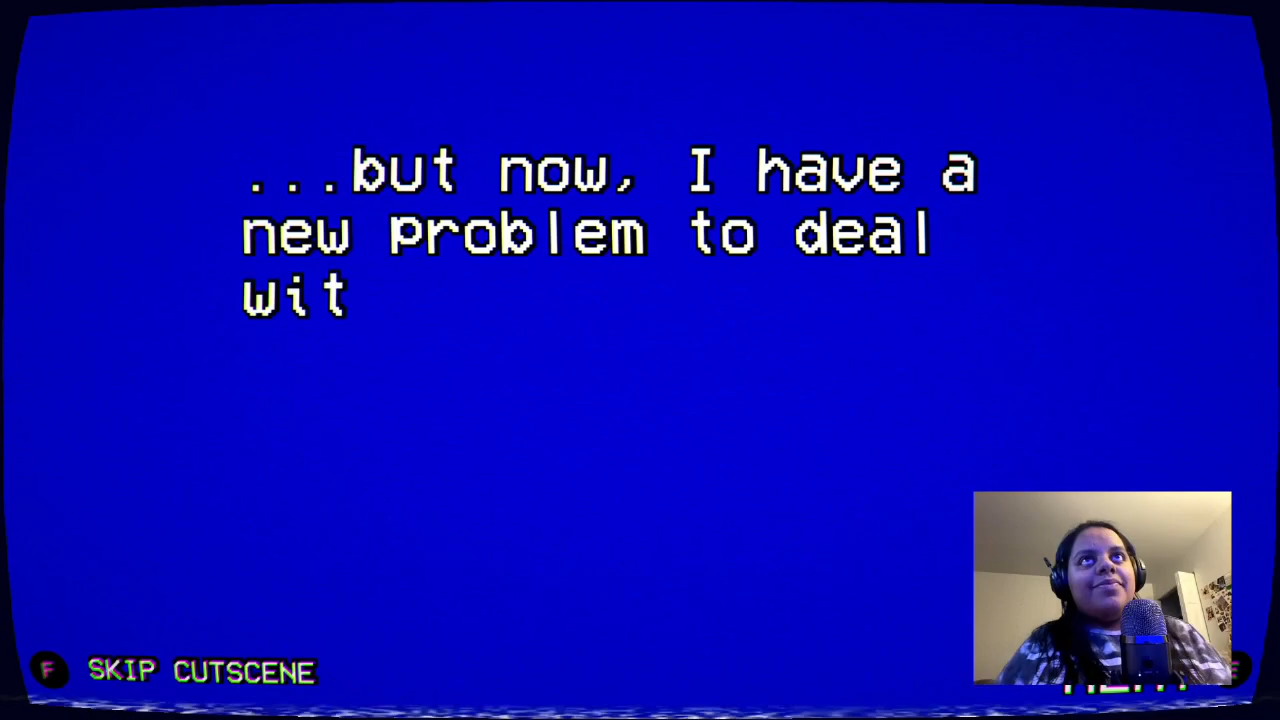 ...but now, I have a
new problem to deal
wit
F SKIP CUTSCENE
E